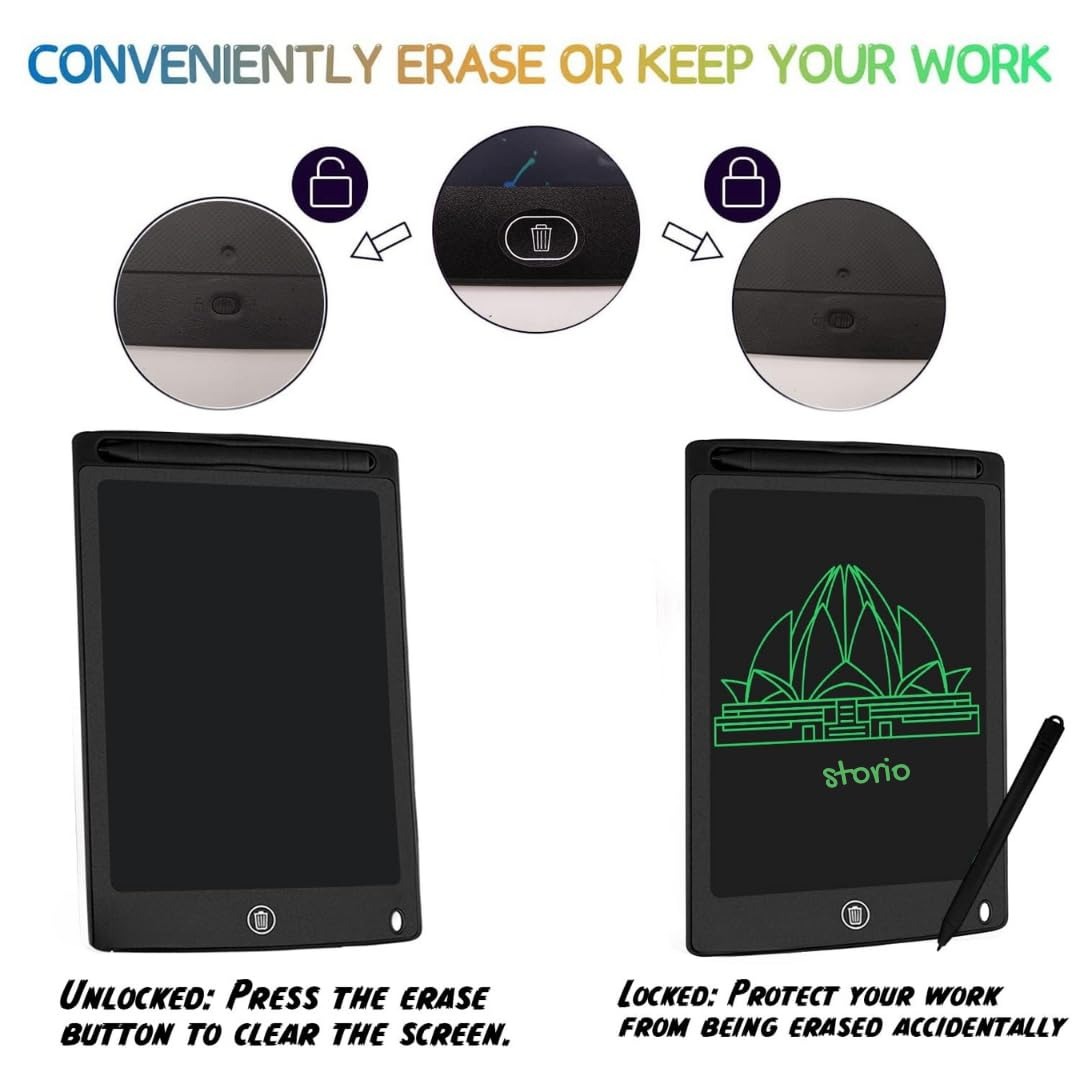 CONVENIENTLY ERASE OR KEEP YOUR WORK
storio
UNLOCKED: PRESS THE ERASE
BUTTON TO CLEAR THE SCREEN.
LOCKED: PROTECT YOUR WORK
FROM BEING ERASED ACCIDENTALLY